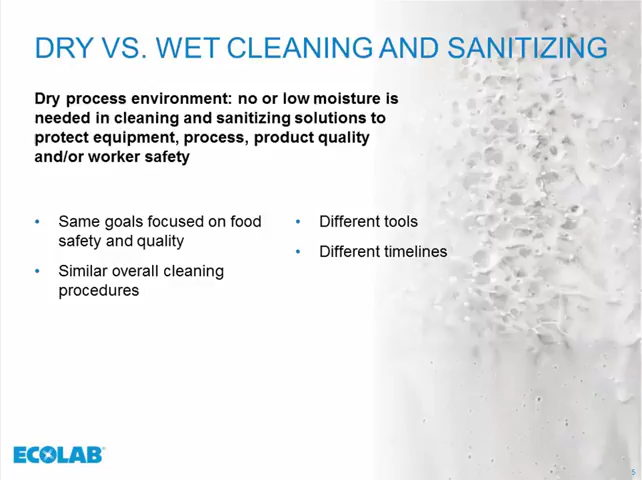 DRY VS. WET CLEANING AND SANITIZING
Dry process environment: no or low moisture is
needed in cleaning and sanitizing solutions to
protect equipment, process, product quality
and/or worker safety
• Same goals focused on food
safety and quality
• Similar overall cleaning
procedures
• Different tools
• Different timelines
ECOLAB®
5